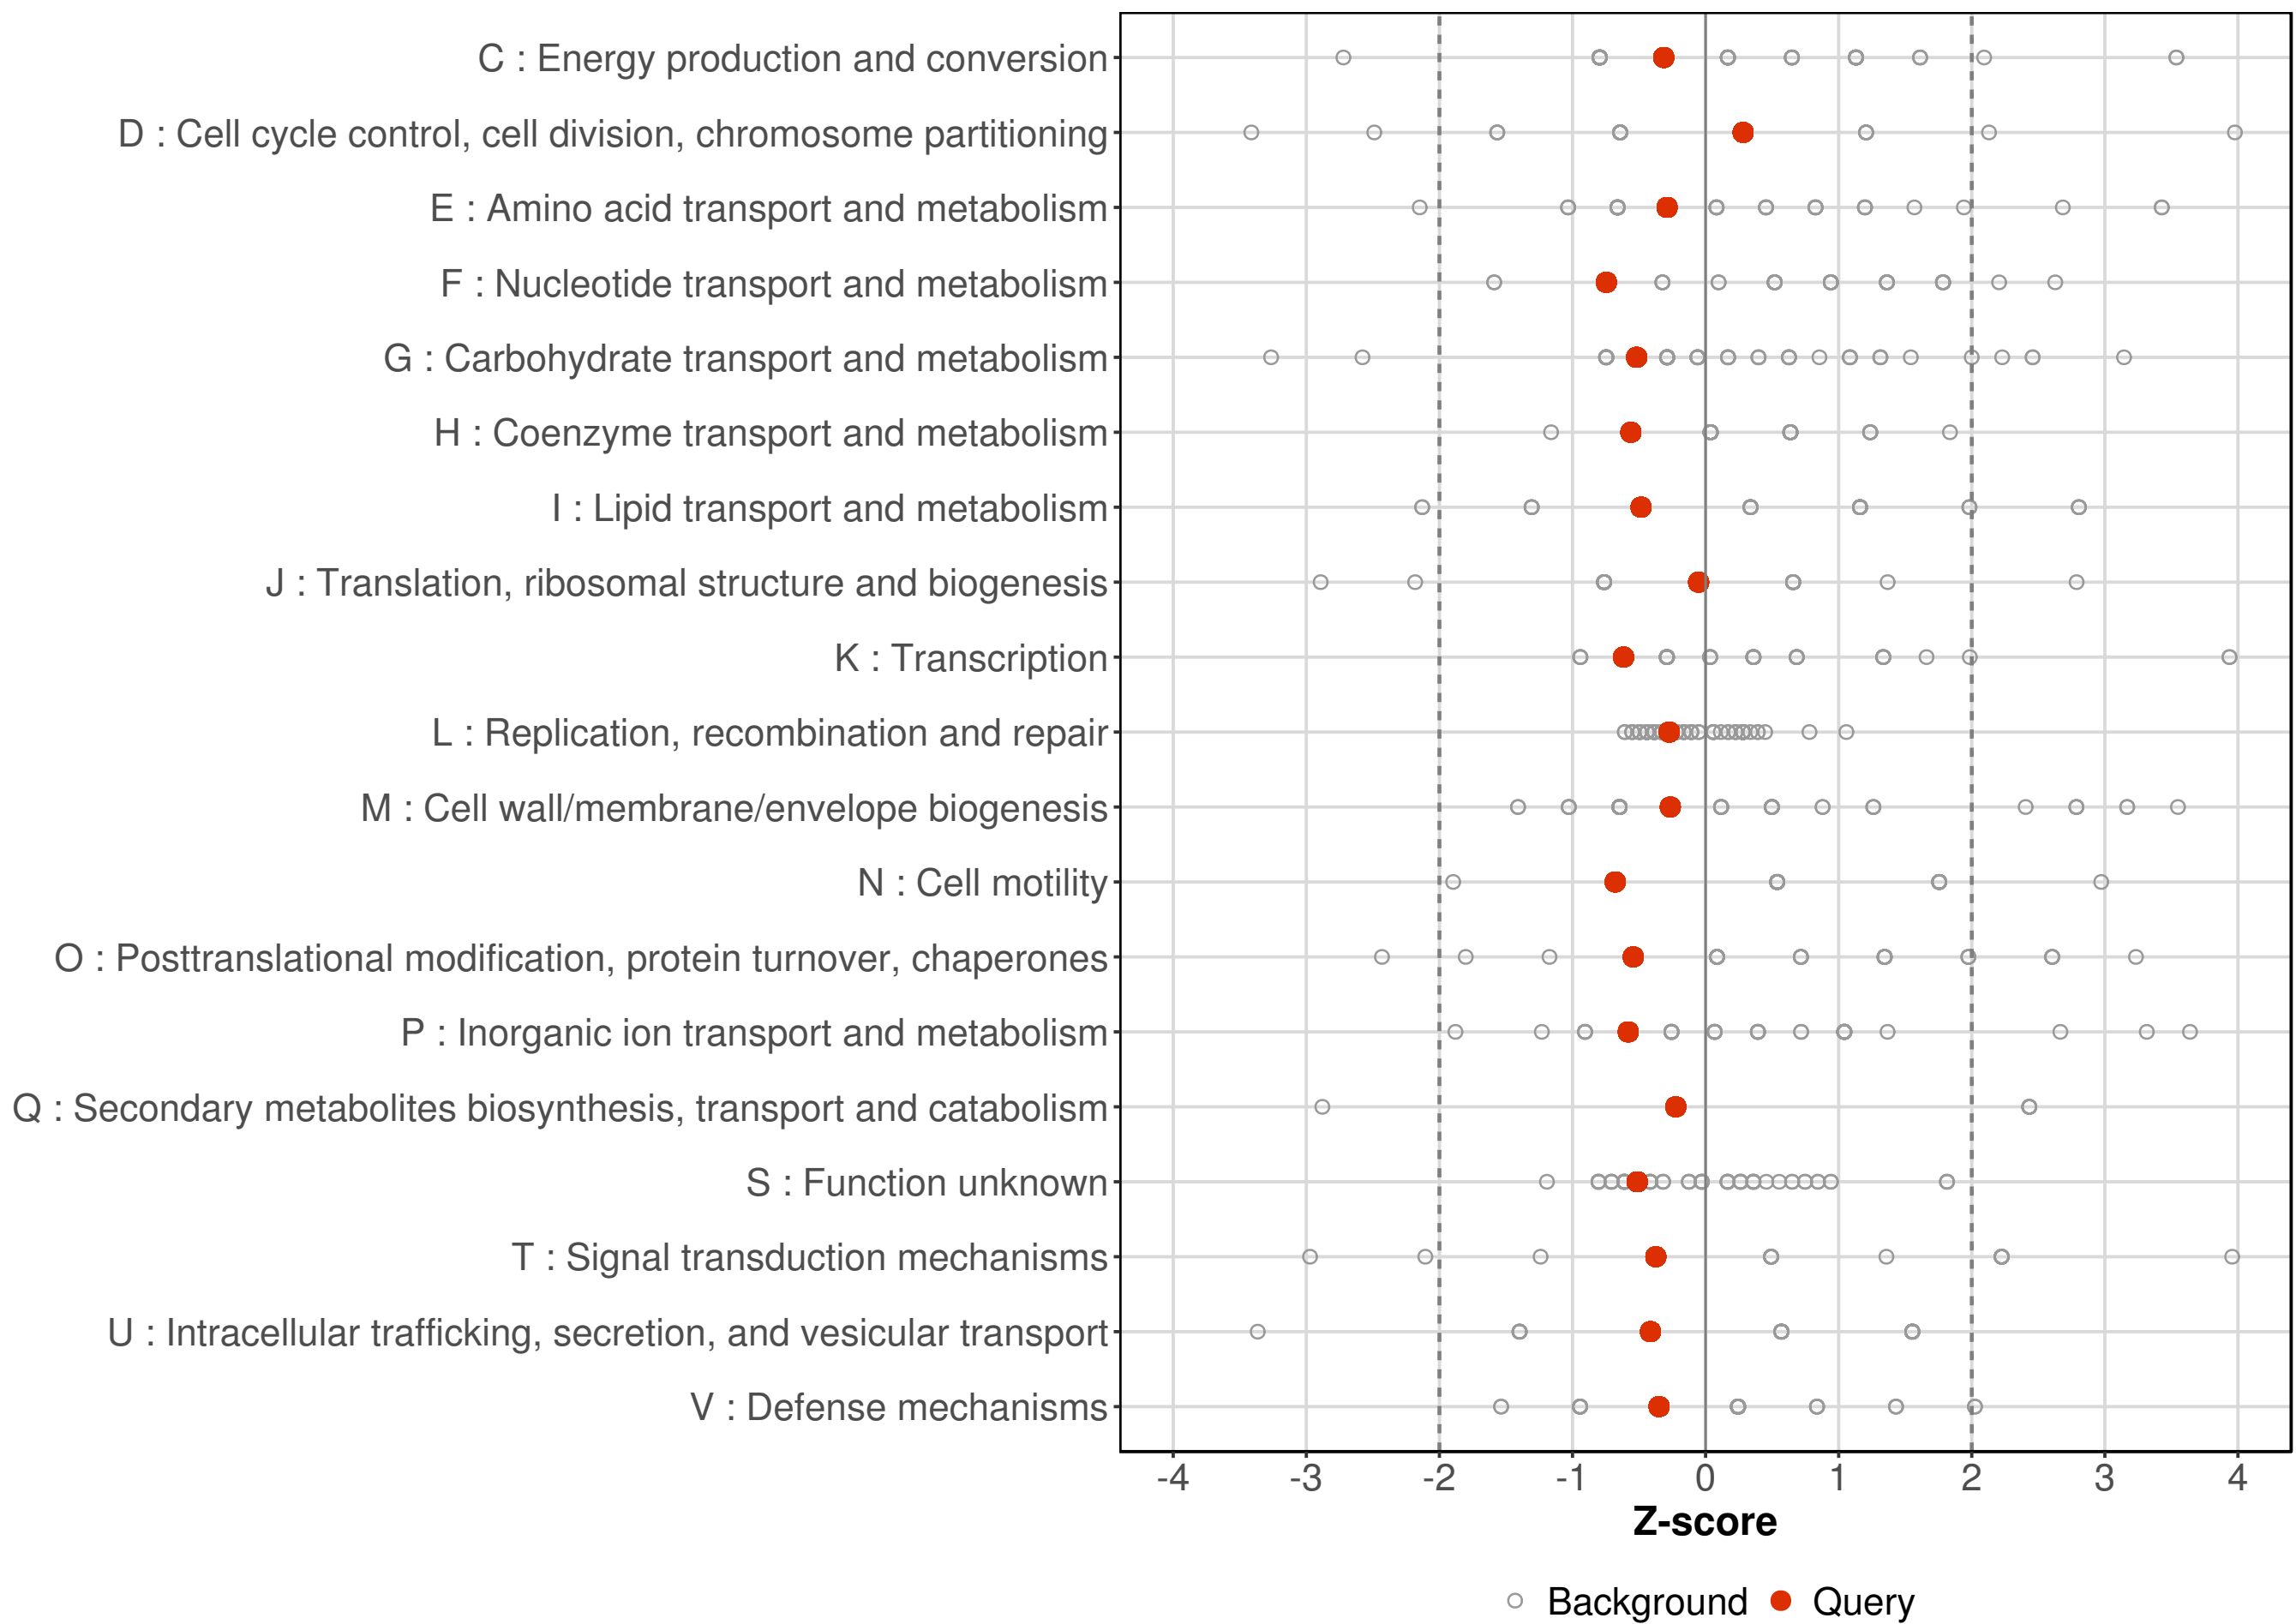 C : Energy production and conversion
D : Cell cycle control, cell division, chromosome partitioning
E : Amino acid transport and metabolism
F : Nucleotide transport and metabolism
G : Carbohydrate transport and metabolism
H : Coenzyme transport and metabolism
I : Lipid transport and metabolism
J : Translation, ribosomal structure and biogenesis
K : Transcription
L : Replication, recombination and repair
M : Cell wall/membrane/envelope biogenesis
N : Cell motility
O : Posttranslational modification, protein turnover, chaperones
P : Inorganic ion transport and metabolism
Q : Secondary metabolites biosynthesis, transport and catabolism
S : Function unknown
T : Signal transduction mechanisms
U : Intracellular trafficking, secretion, and vesicular transport
V : Defense mechanisms
-4 -3 -2 -1 0 1 2 3 4
Z-score
Background Query